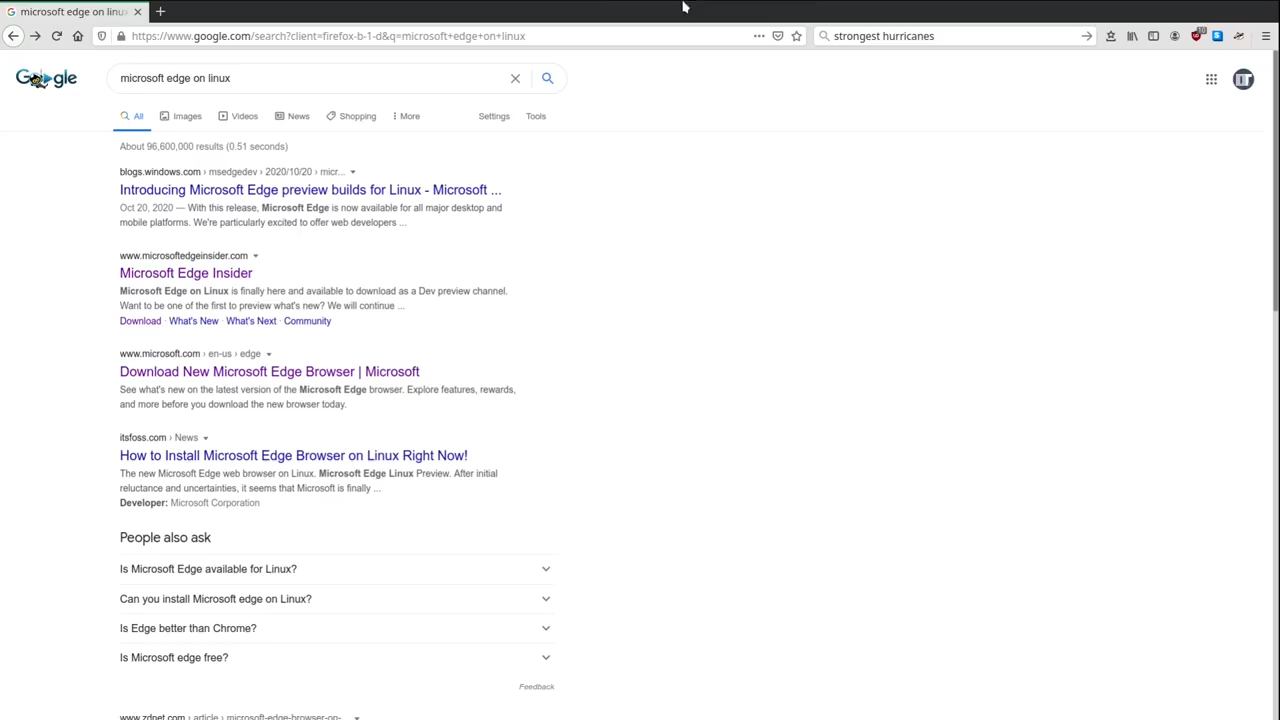 microsoft edge on linux
https://www.google.com/search?client=firefox-b-1-d&q=microsoft+edge+on+linux
strongest hurricanes
Google
microsoft edge on linux
All Images Videos News Shopping More Settings Tools
About 96,600,000 results (0.51 seconds)
blogs.windows.com › msedgedev › 2020/10/20 › micr...
Introducing Microsoft Edge preview builds for Linux - Microsoft ...
Oct 20, 2020 — With this release, Microsoft Edge is now available for all major desktop and
mobile platforms. We're particularly excited to offer web developers ...
www.microsoftedgeinsider.com
Microsoft Edge Insider
Microsoft Edge on Linux is finally here and available to download as a Dev preview channel.
Want to be one of the first to preview what's new? We will continue ...
Download · What's New · What's Next · Community
www.microsoft.com › en-us › edge
Download New Microsoft Edge Browser | Microsoft
See what's new on the latest version of the Microsoft Edge browser. Explore features, rewards,
and more before you download the new browser today.
itsfoss.com › News
How to Install Microsoft Edge Browser on Linux Right Now!
The new Microsoft Edge web browser on Linux. Microsoft Edge Linux Preview. After initial
reluctance and uncertainties, it seems that Microsoft is finally ...
Developer: Microsoft Corporation
People also ask
Is Microsoft Edge available for Linux?
Can you install Microsoft edge on Linux?
Is Edge better than Chrome?
Is Microsoft edge free?
Feedback
www.zdnet.com › article › microsoft-edge-browser-on-